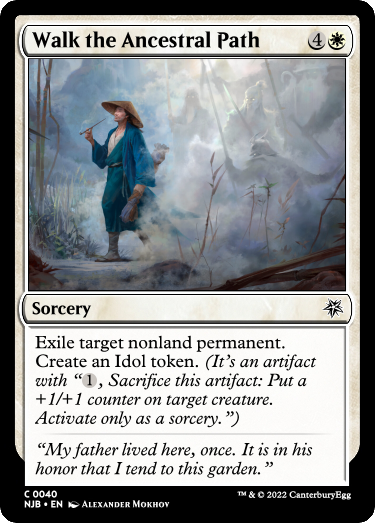 Walk the Ancestral Path 4
Sorcery
Exile target nonland permanent.
Create an Idol token. (It's an artifact
with “1, Sacrifice this artifact: Put a
+1/+1 counter on target creature.
Activate only as a sorcery.”)
“My father lived here, once. It is in his
honor that I tend to this garden.”
C 0040
NJB • EN Alexander Mokhov
™ & © 2022 CanterburyEgg